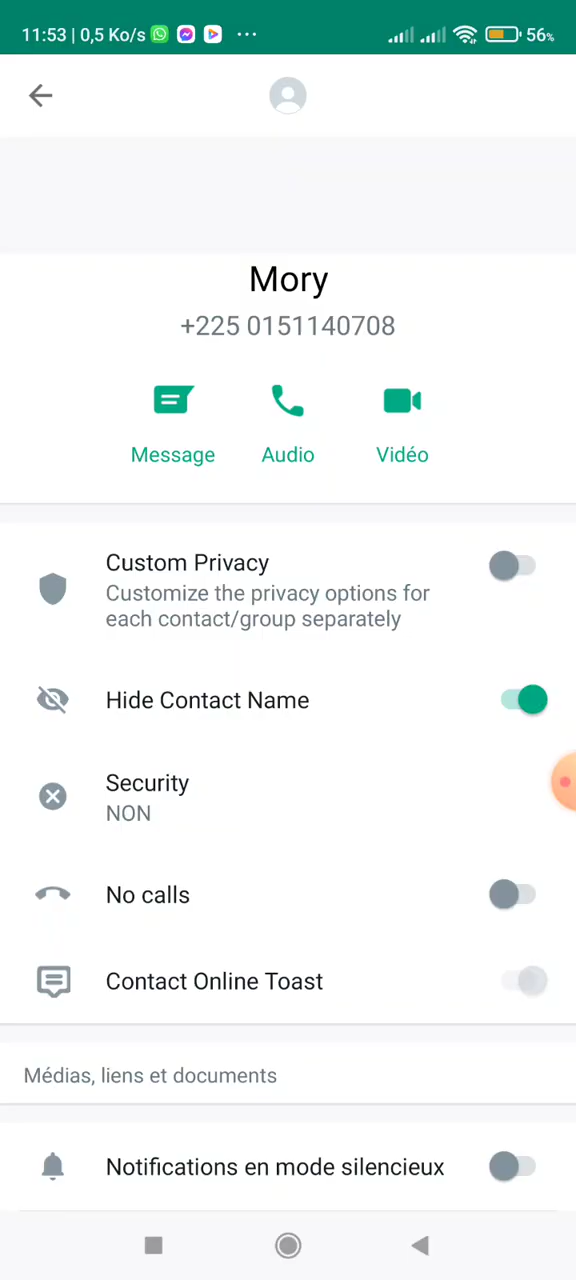 11:53 | 0,5 Ko/s ... 56%
Mory
+225 0151140708
Message Audio Vidéo
Custom Privacy
Customize the privacy options for
each contact/group separately
Hide Contact Name
Security
NON
No calls
Contact Online Toast
Médias, liens et documents
Notifications en mode silencieux